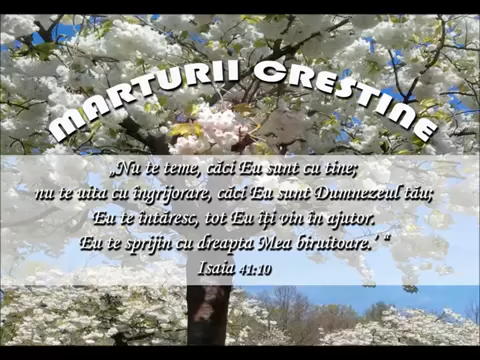 MARTURII CRESTINE
„Nu te teme, căci Eu sunt cu tine;
nu te uita cu îngrijorare, căci Eu sunt Dumnezeul tău;
Eu te întăresc, tot Eu îţi vin în ajutor.
Eu te sprijin cu dreapta Mea biruitoare.' “
Isaia 41:10